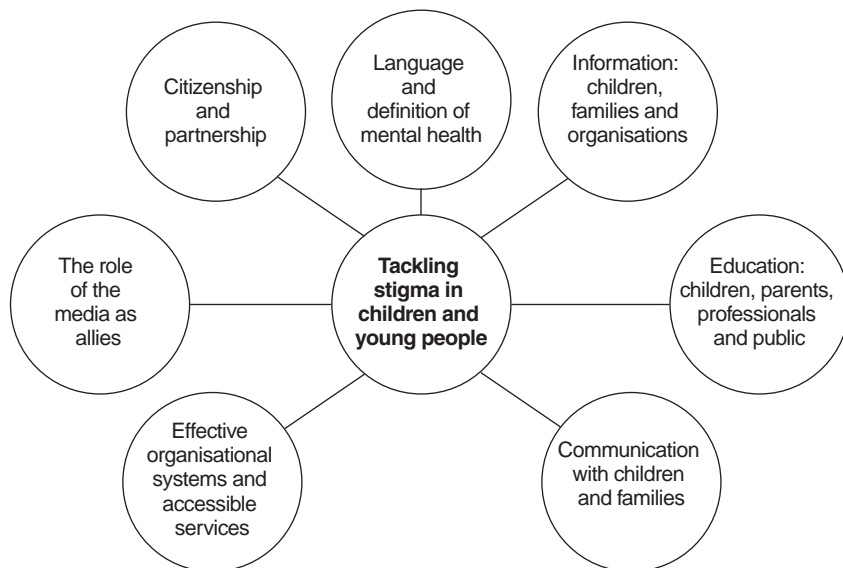 Citizenship
and
partnership
Language
and
definition of
mental health
Information:
children,
families and
organisations
The role
of the
media as
allies
Tackling
stigma in
children and
young people
Education:
children, parents,
professionals
and public
Effective
organisational
systems and
accessible
services
Communication
with children
and families